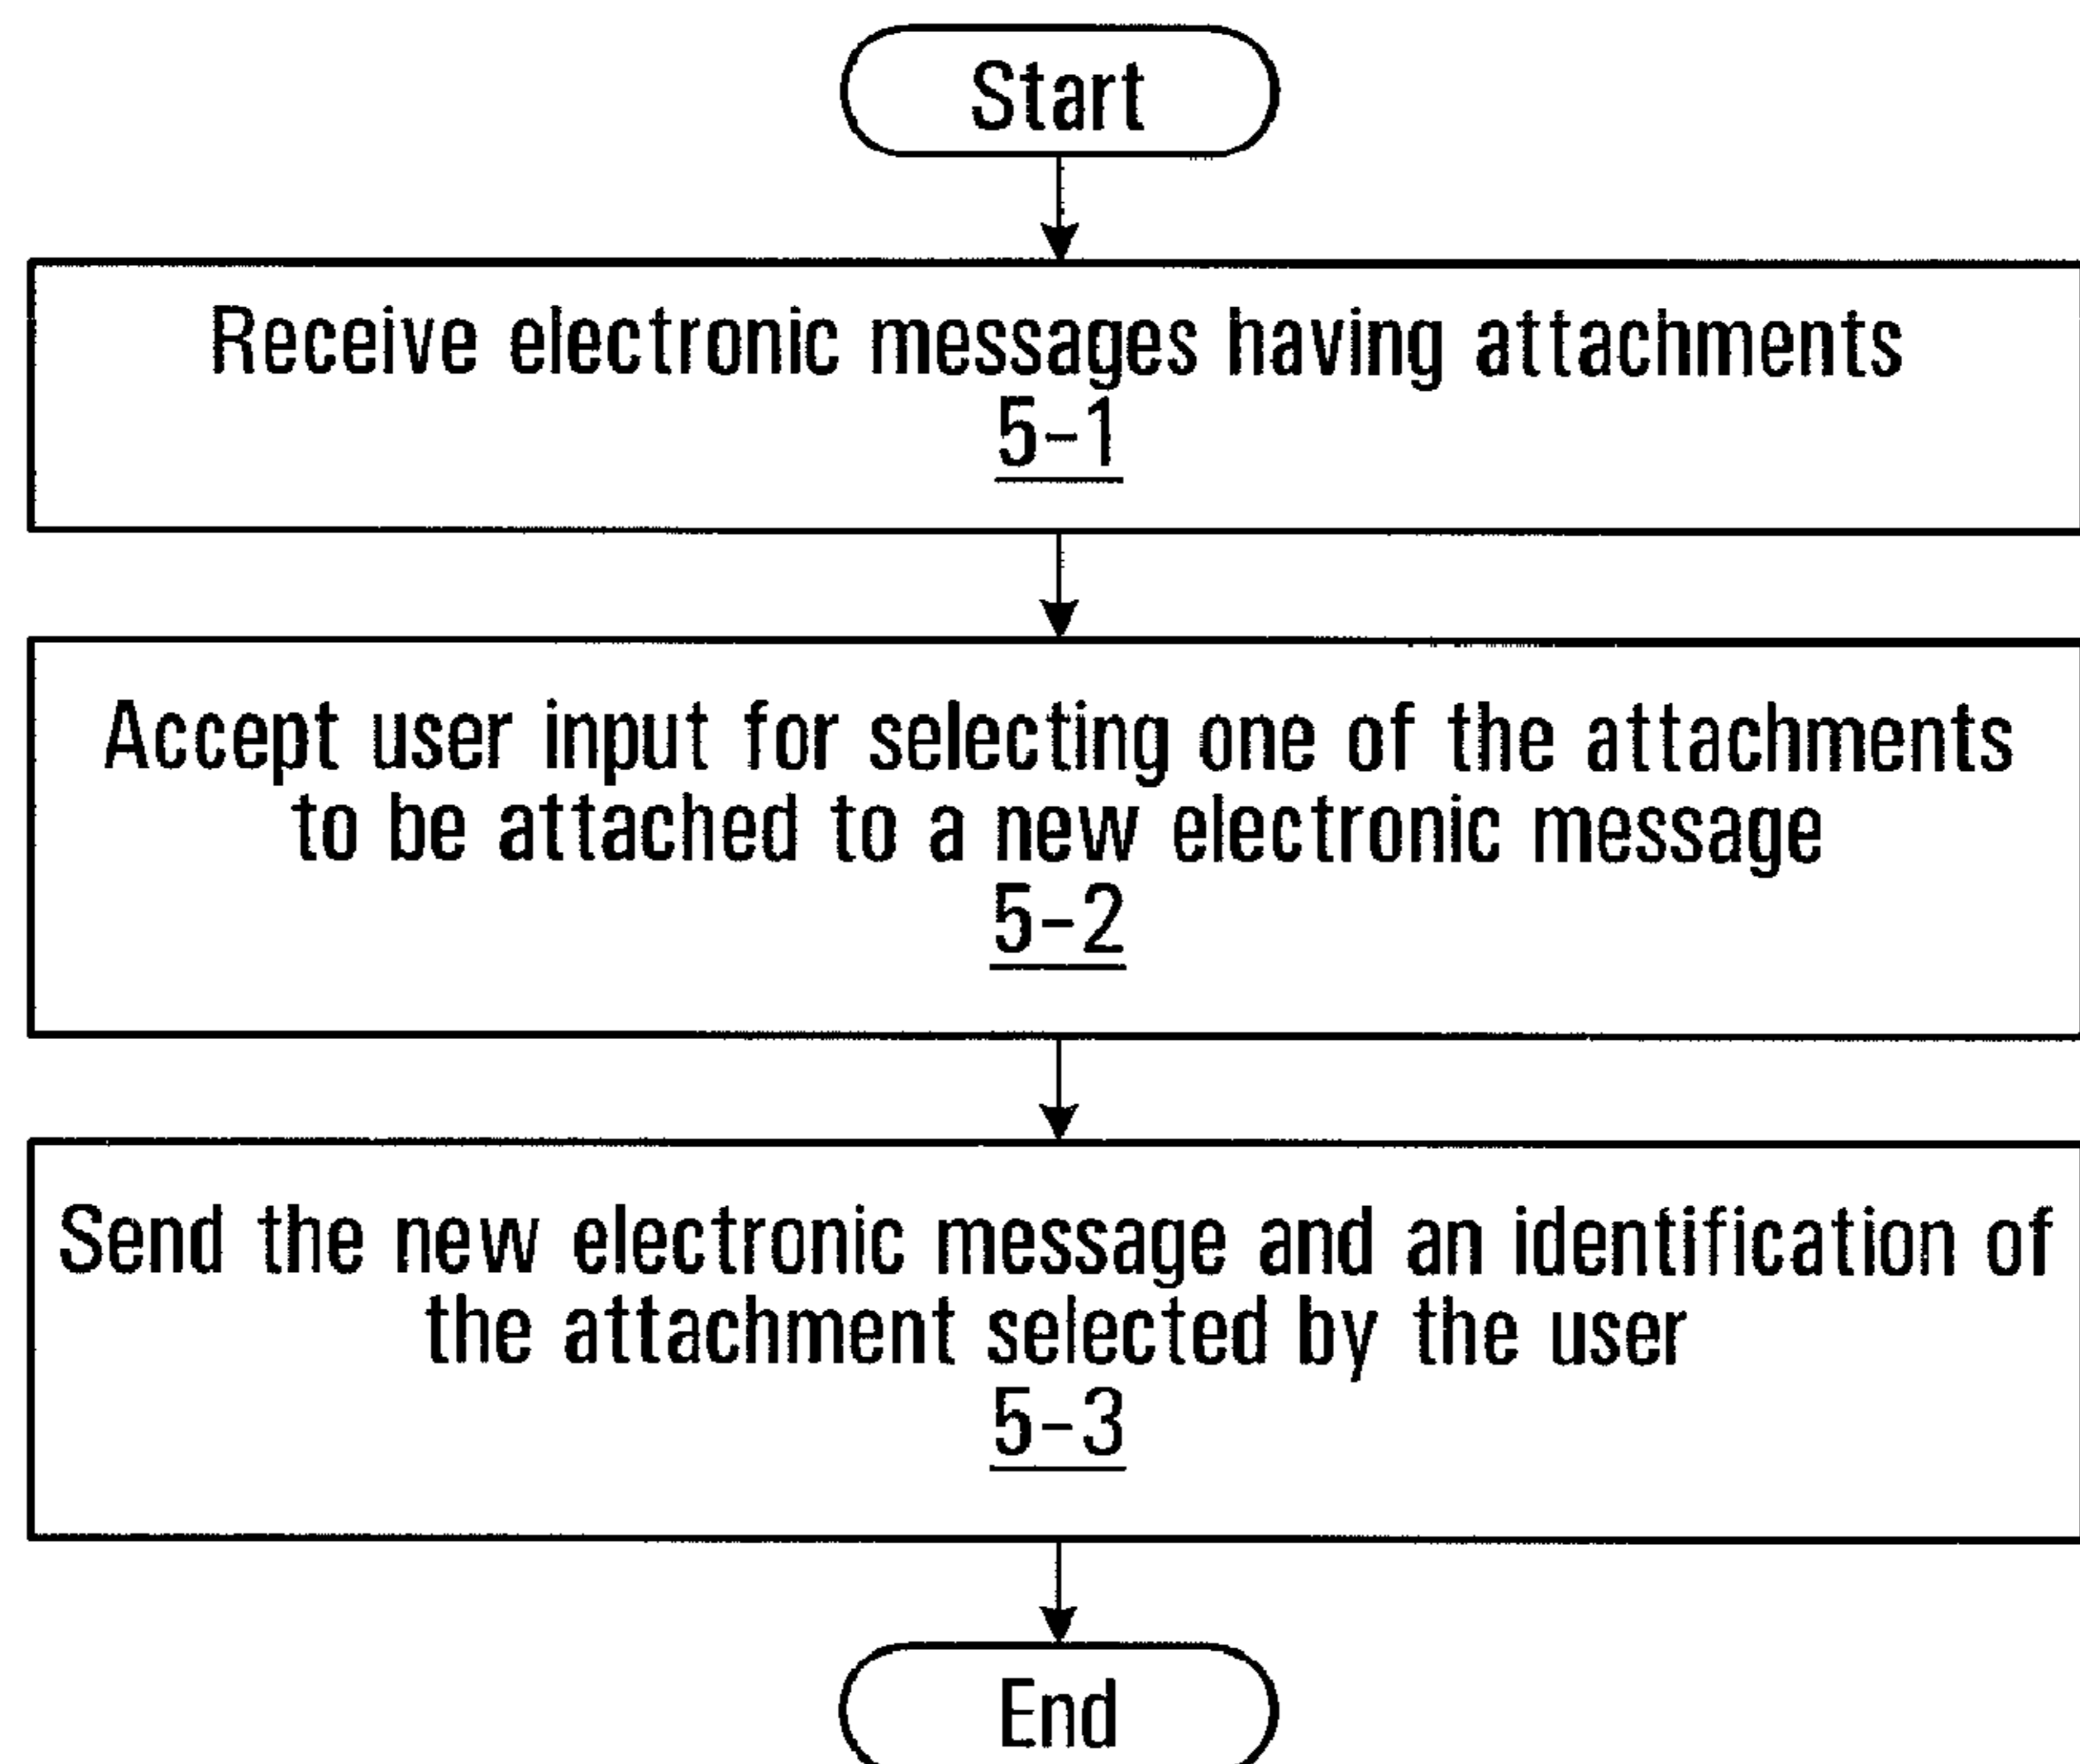 Start
Receive electronic messages having attachments
5-1
Accept user input for selecting one of the attachments
to be attached to a new electronic message
5-2
Send the new electronic message and an identification of
the attachment selected by the user
5-3
End